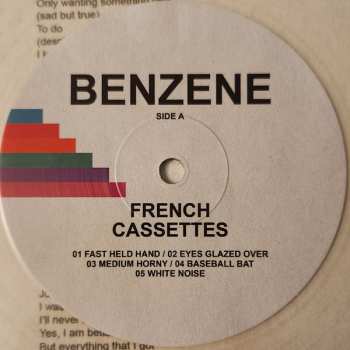 Only wanting something
(sad but true)
To do
BENZENE
SIDE A
FRENCH
CASSETTES
01 FAST HELD HAND / 02 EYES GLAZED OVER
03 MEDIUM HORNY / 04 BASEBALL BAT
05 WHITE NOISE
I'll never
Yes, I am
But everything that I